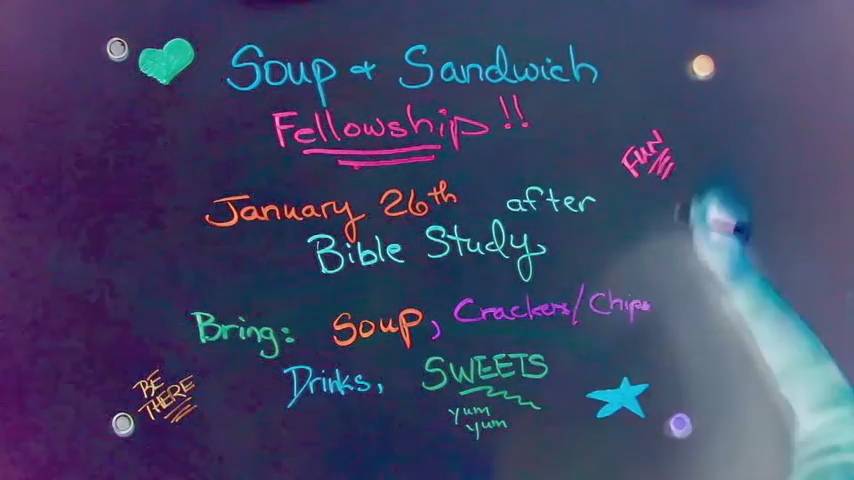 Soup & Sandwich
Fellowship!!
FUN
January 26th after
Bible Study
Bring: Soup, Crackers/Chips
Drinks, SWEETS
yum
yum
BE
THERE